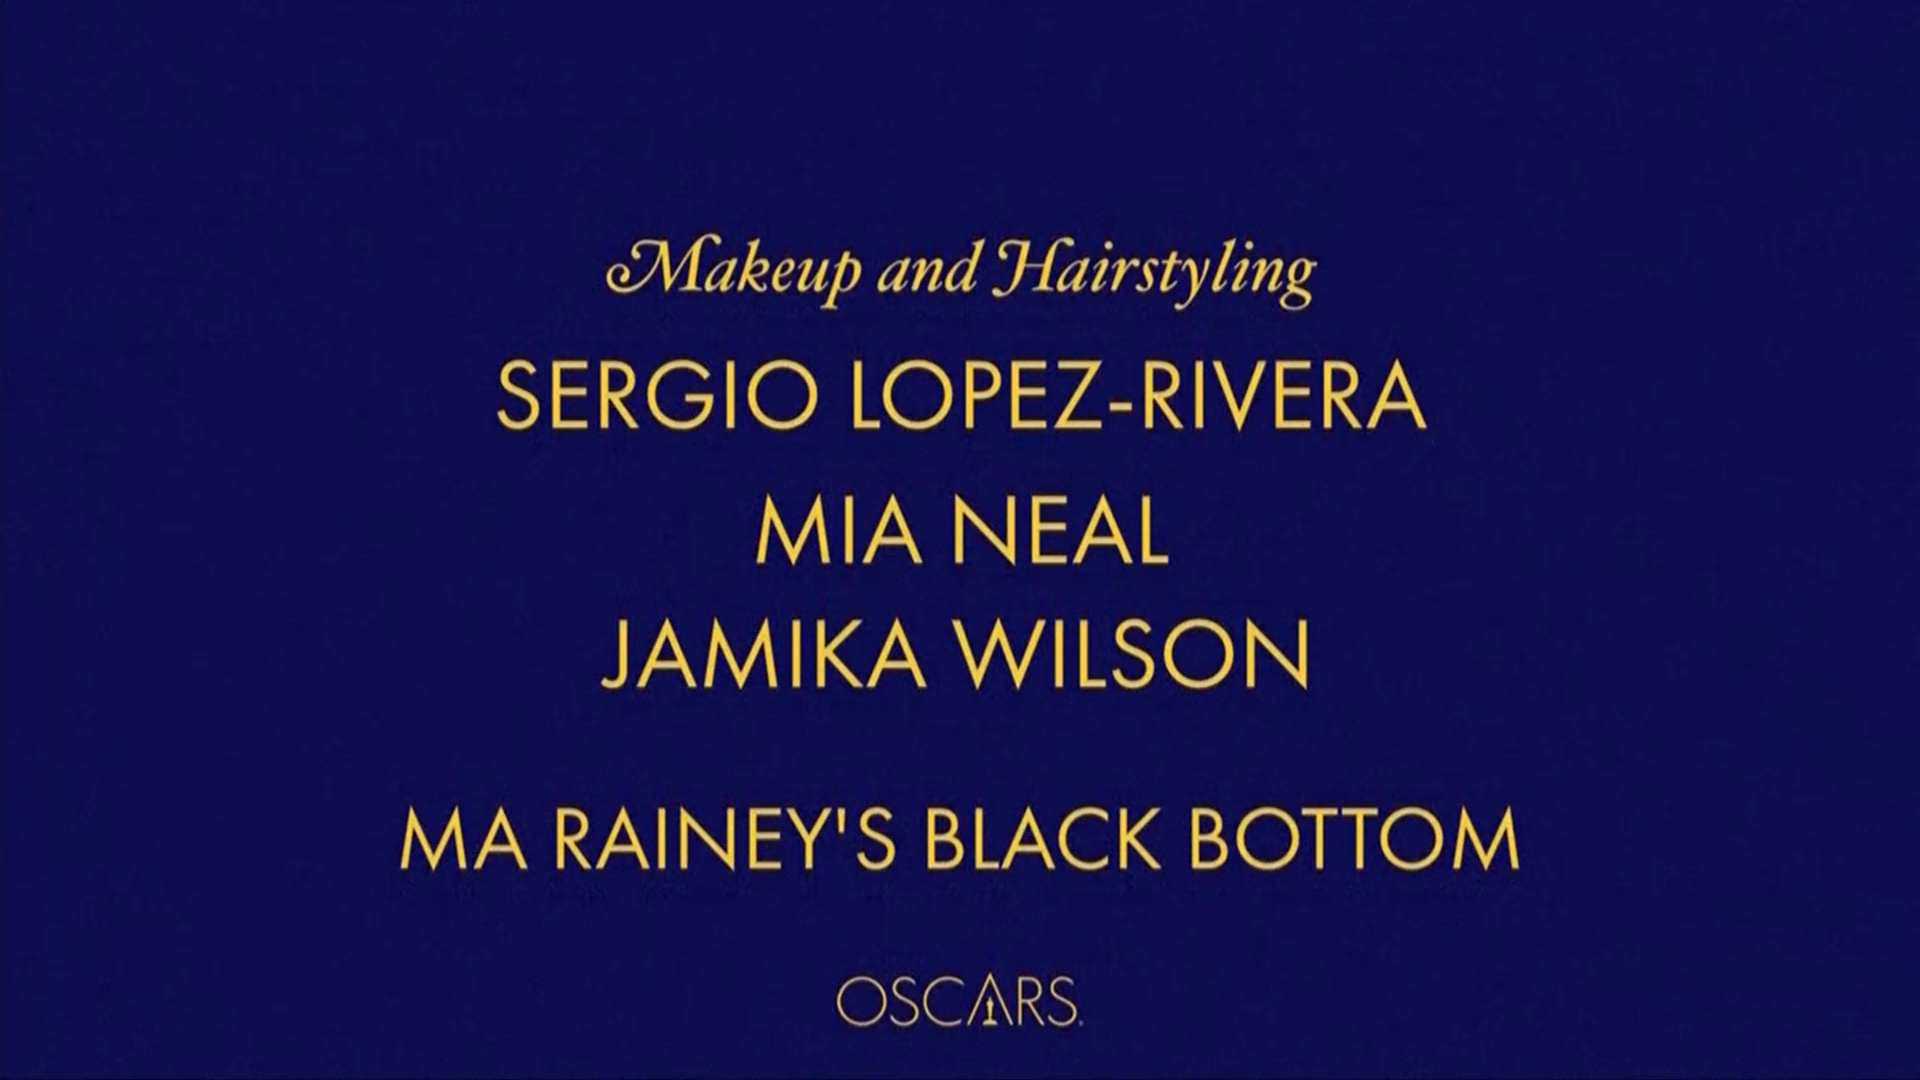 Makeup and Hairstyling
SERGIO LOPEZ-RIVERA
MIA NEAL
JAMIKA WILSON
MA RAINEY'S BLACK BOTTOM
OSCARS